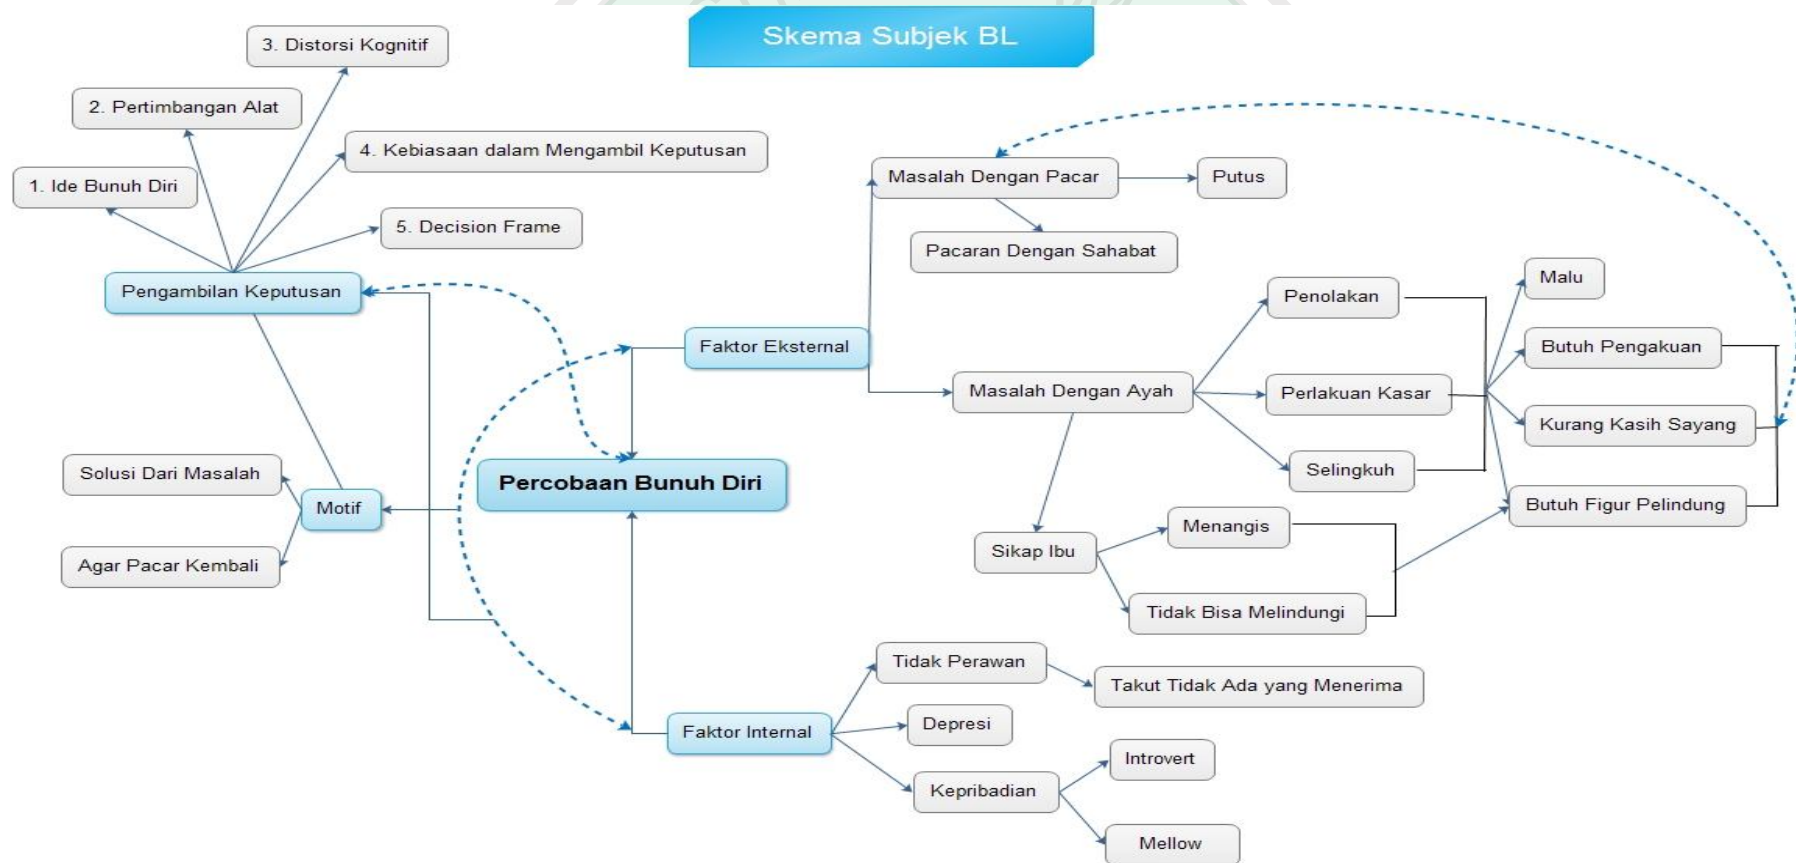 Skema Subjek BL
3. Distorsi Kognitif
2. Pertimbangan Alat
4. Kebiasaan dalam Mengambil Keputusan
1. Ide Bunuh Diri
5. Decision Frame
Pengambilan Keputusan
Masalah Dengan Pacar
Putus
Pacaran Dengan Sahabat
Faktor Eksternal
Masalah Dengan Ayah
Penolakan
Perlakuan Kasar
Selingkuh
Malu
Butuh Pengakuan
Kurang Kasih Sayang
Butuh Figur Pelindung
Percobaan Bunuh Diri
Solusi Dari Masalah
Motif
Agar Pacar Kembali
Sikap Ibu
Menangis
Tidak Bisa Melindungi
Faktor Internal
Tidak Perawan
Takut Tidak Ada yang Menerima
Depresi
Kepribadian
Introvert
Mellow